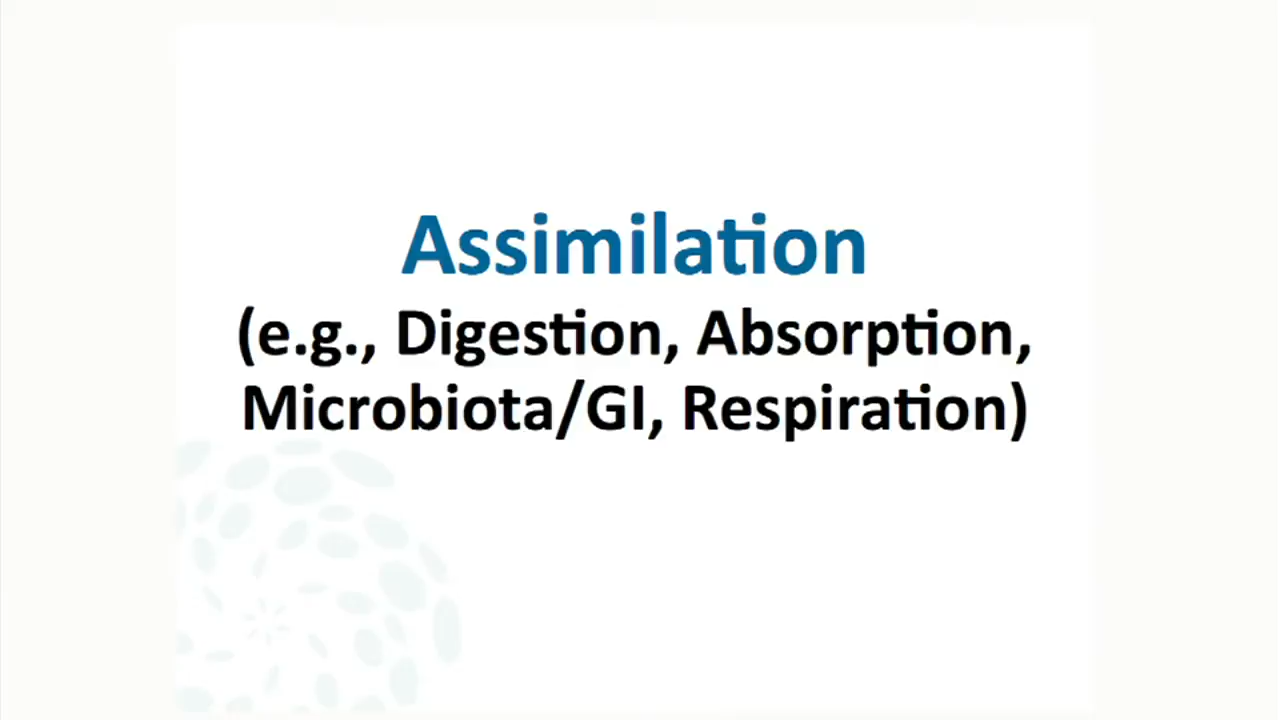 Assimilation
(e.g., Digestion, Absorption,
Microbiota/GI, Respiration)